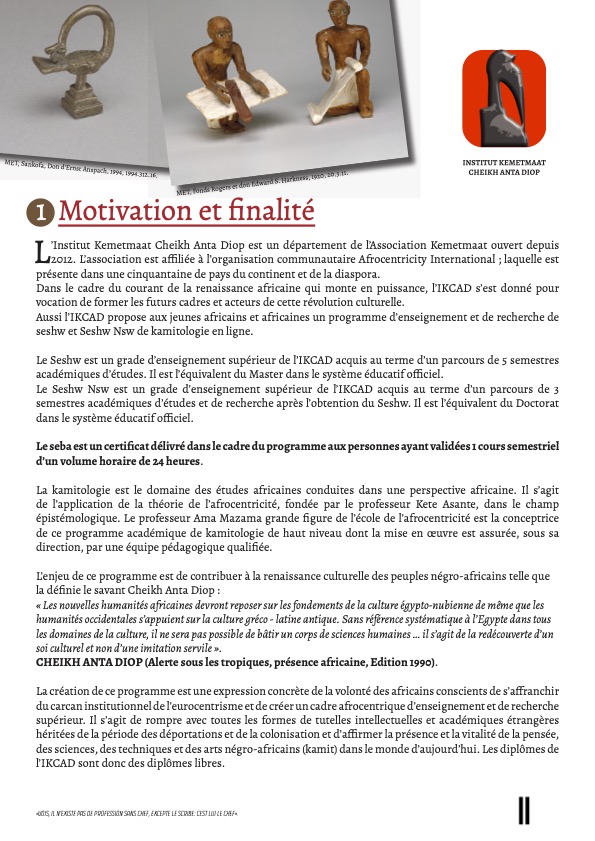 MET, Sankofa, Don d'Ernst Anspach, 1994, 1994.312.16.
MET, Fonds Rogers et don Edward S. Harkness, 1920, 20.3.11.
INSTITUT KEMETMAAT
CHEIKH ANTA DIOP
1 Motivation et finalité
L'Institut Kemetmaat Cheikh Anta Diop est un département de l'Association Kemetmaat ouvert depuis
2012. L'association est affiliée à l'organisation communautaire Afrocentricity International ; laquelle est
présente dans une cinquantaine de pays du continent et de la diaspora.
Dans le cadre du courant de la renaissance africaine qui monte en puissance, l'IKCAD s'est donné pour
vocation de former les futurs cadres et acteurs de cette révolution culturelle.
Aussi l'IKCAD propose aux jeunes africains et africaines un programme d'enseignement et de recherche de
seshw et Seshw Nsw de kamitologie en ligne.
Le Seshw est un grade d'enseignement supérieur de l'IKCAD acquis au terme d'un parcours de 5 semestres
académiques d'études. Il est l'équivalent du Master dans le système éducatif officiel.
Le Seshw Nsw est un grade d'enseignement supérieur de l'IKCAD acquis au terme d'un parcours de 3
semestres académiques d'études et de recherche après l'obtention du Seshw. Il est l'équivalent du Doctorat
dans le système éducatif officiel.
Le seba est un certificat délivré dans le cadre du programme aux personnes ayant validées 1 cours semestriel
d'un volume horaire de 24 heures.
La kamitologie est le domaine des études africaines conduites dans une perspective africaine. Il s'agit
de l'application de la théorie de l'afrocentricité, fondée par le professeur Kete Asante, dans le champ
épistémologique. Le professeur Ama Mazama grande figure de l'école de l'afrocentricité est la conceptrice
de ce programme académique de kamitologie de haut niveau dont la mise en œuvre est assurée, sous sa
direction, par une équipe pédagogique qualifiée.
L'enjeu de ce programme est de contribuer à la renaissance culturelle des peuples négro-africains telle que
la définie le savant Cheikh Anta Diop :
« Les nouvelles humanités africaines devront reposer sur les fondements de la culture égypto-nubienne de même que les
humanités occidentales s'appuient sur la culture gréco - latine antique. Sans référence systématique à l'Egypte dans tous
les domaines de la culture, il ne sera pas possible de bâtir un corps de sciences humaines ... il s'agit de la redécouverte d'un
soi culturel et non d'une imitation servile ».
CHEIKH ANTA DIOP (Alerte sous les tropiques, présence africaine, Edition 1990).
La création de ce programme est une expression concrète de la volonté des africains conscients de s'affranchir
du carcan institutionnel de l'eurocentrisme et de créer un cadre afrocentrique d'enseignement et de recherche
supérieur. Il s'agit de rompre avec toutes les formes de tutelles intellectuelles et académiques étrangères
héritées de la période des déportations et de la colonisation et d'affirmer la présence et la vitalité de la pensée,
des sciences, des techniques et des arts négro-africains (kamit) dans le monde d'aujourd'hui. Les diplômes de
l'IKCAD sont donc des diplômes libres.
«VOIS, IL N'EXISTE PAS DE PROFESSION SANS CHEF, EXCEPTE LE SCRIBE: C'EST LUI LE CHEF».
II